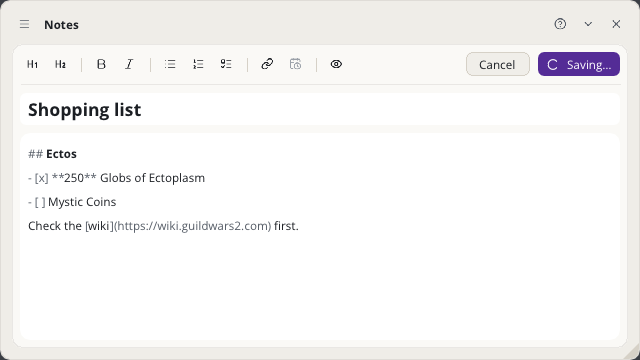 Notes
H1 H2 B I Cancel Saving...
Shopping list
## Ectos
- [x] **250** Globs of Ectoplasm
- [ ] Mystic Coins
Check the [wiki](https://wiki.guildwars2.com) first.